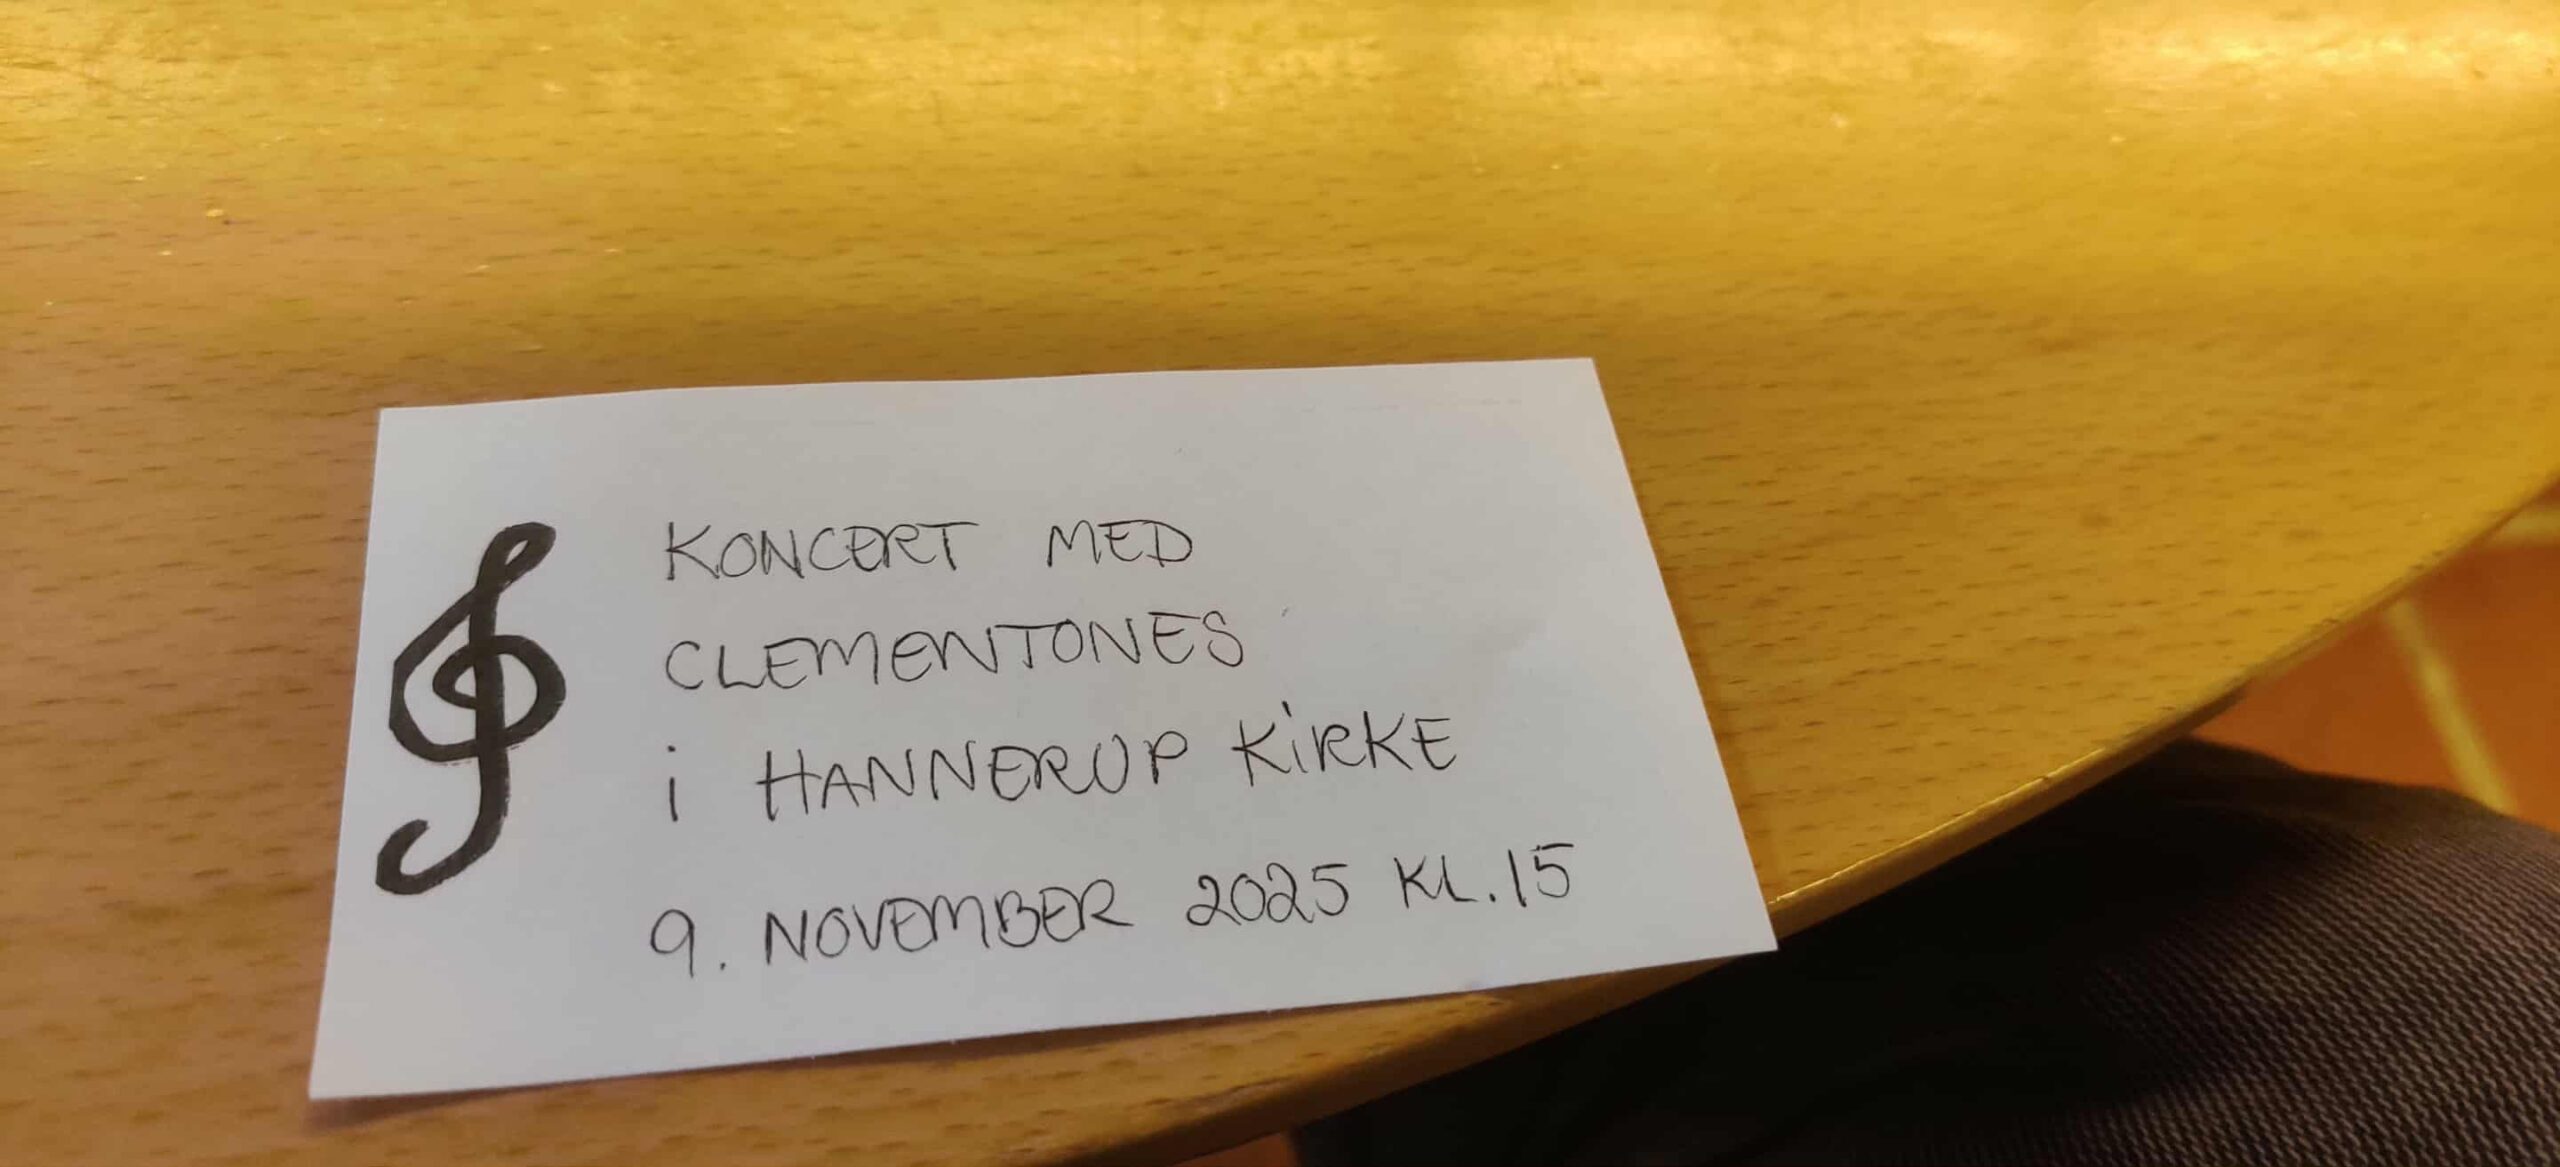 KONCERT MED
CLEMENTONES
i HANNERUP KiRKE
9. NOVEMBER 2025 KL. 15